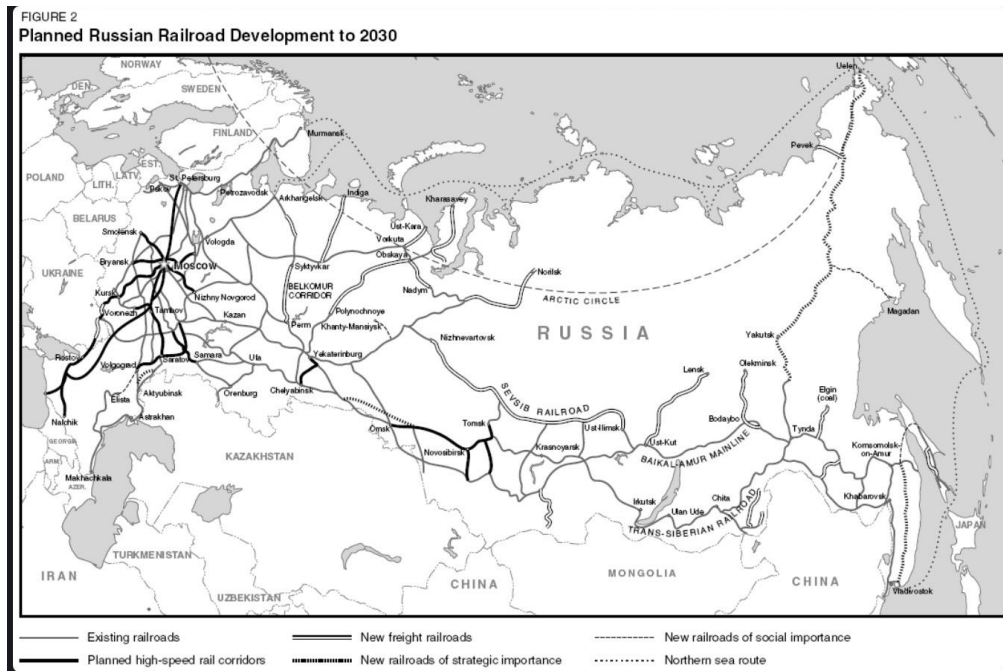 FIGURE 2
Planned Russian Railroad Development to 2030
NORWAY
DEN
SWEDEN
FINLAND
Murmansk
Uelen
Pevek
EST.
LATV.
LITH.
POLAND
St. Petersburg
Pskov
Petrozavodsk
Arkhangelsk
Indiga
Kharasavey
BELARUS
Smolensk
Vologda
Ust-Kara
Vorkuta
Obskaya
Bryansk
MOSCOW
Syktyvkar
Nadym
Norilsk
UKRAINE
Kursk
Nizhny Novgorod
BELKOMUR
CORRIDOR
ARCTIC CIRCLE
Voronezh
Tambov
Kazan
Perm
Polynochnoye
Khanty-Mansiysk
Magadan
RUSSIA
Nizhnevartovsk
Yakutsk
Rostov
Volgograd
Saratov
Samara
Ufa
Yekaterinburg
Chelyabinsk
Olekminsk
Lensk
Elista
Aktyubinsk
Orenburg
SEVSIB RAILROAD
Elgin
(coal)
Nalchik
Astrakhan
Omsk
Tomsk
Ust-Ilimsk
Bodaybo
Tynda
GEORGIA
ARM.
AZER.
Novosibirsk
Krasnoyarsk
Ust-Kut
BAIKAL-AMUR MAINLINE
Komsomolsk-
on-Amur
KAZAKHSTAN
Makhachkala
Irkutsk
Ulan Ude
Chita
Khabarovsk
TRANS-SIBERIAN RAILROAD
JAPAN
TURKMENISTAN
IRAN
UZBEKISTAN
CHINA
MONGOLIA
CHINA
Vladivostok
Existing railroads
New freight railroads
New railroads of social importance
Planned high-speed rail corridors
New railroads of strategic importance
Northern sea route